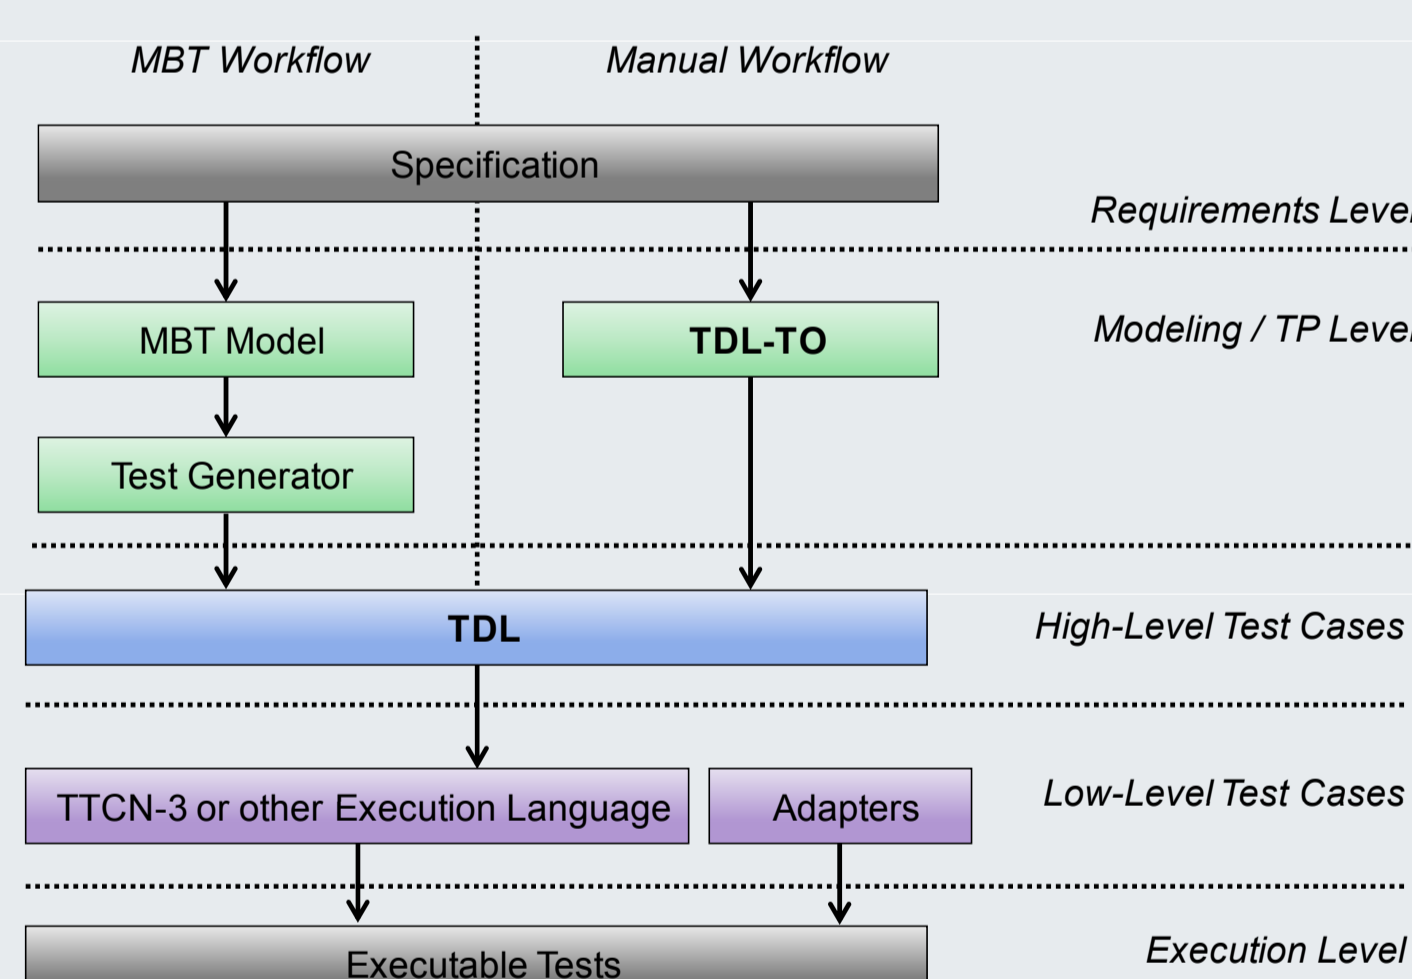 MBT Workflow
Manual Workflow
Specification
Requirements Level
MBT Model
TDL-TO
Modeling / TP Level
Test Generator
TDL
High-Level Test Cases
TTCN-3 or other Execution Language
Adapters
Low-Level Test Cases
Executable Tests
Execution Level